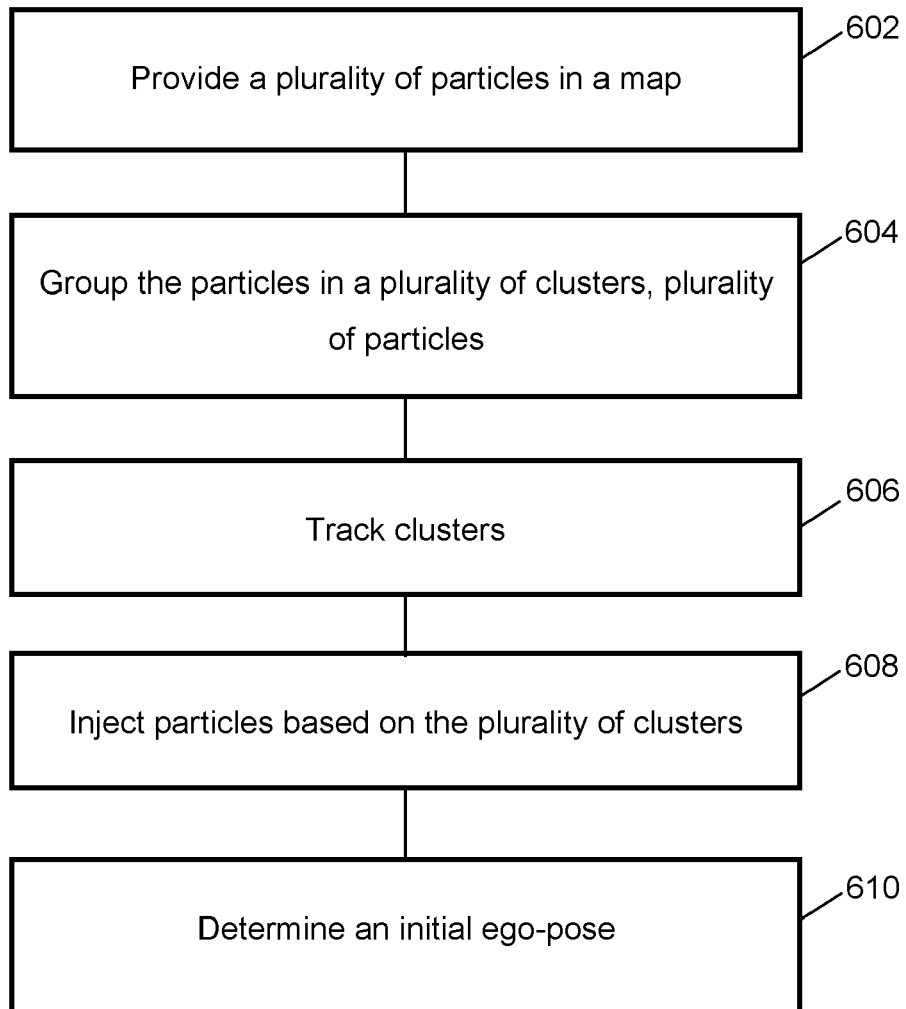 602
Provide a plurality of particles in a map
604
Group the particles in a plurality of clusters, plurality
of particles
606
Track clusters
608
Inject particles based on the plurality of clusters
610
Determine an initial ego-pose